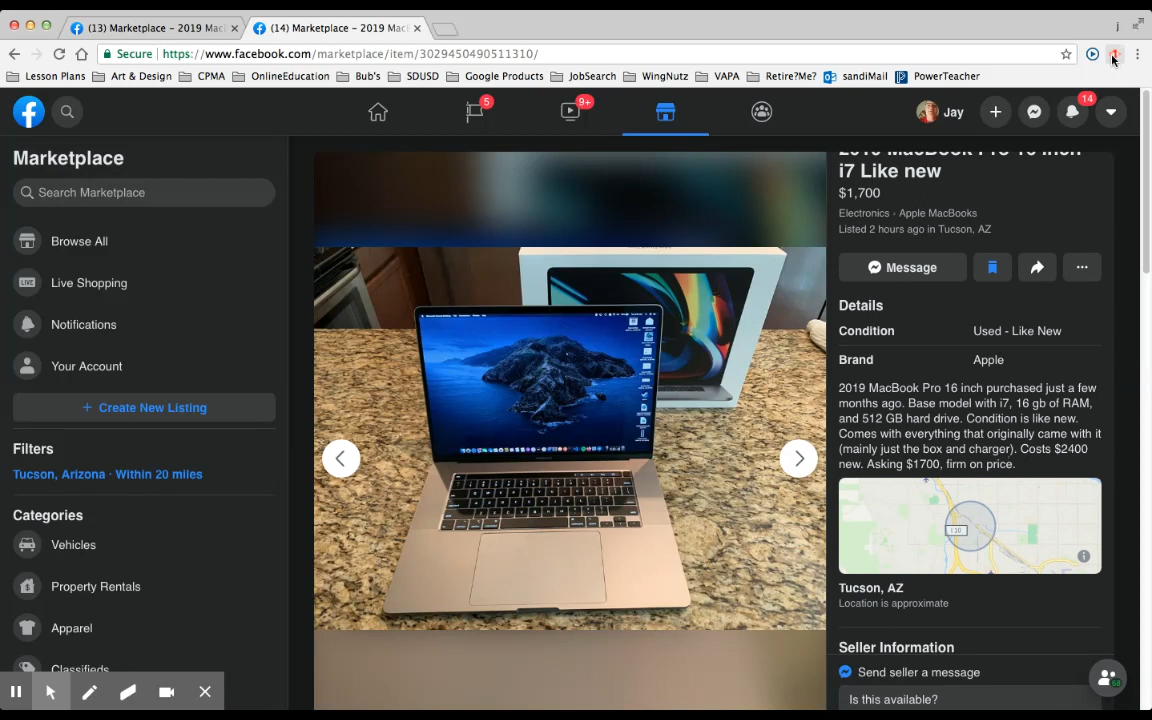 (13) Marketplace – 2019 Mac
(14) Marketplace – 2019 Mac
j
Secure
https://www.facebook.com/marketplace/item/3029450490511310/
Lesson Plans
Art & Design
CPMA
OnlineEducation
Bub's
SDUSD
Google Products
JobSearch
WingNutz
VAPA
Retire?Me?
sandiMail
PowerTeacher
5
9+
Jay
14
Marketplace
Search Marketplace
Browse All
LIVE
Live Shopping
Notifications
Your Account
+ Create New Listing
Filters
Tucson, Arizona · Within 20 miles
Categories
Vehicles
Property Rentals
Apparel
Classifieds
2019 MacBook Pro 16 inch
i7 Like new
$1,700
Electronics › Apple MacBooks
Listed 2 hours ago in Tucson, AZ
Message
Details
Condition
Used - Like New
Brand
Apple
2019 MacBook Pro 16 inch purchased just a few
months ago. Base model with i7, 16 gb of RAM,
and 512 GB hard drive. Condition is like new.
Comes with everything that originally came with it
(mainly just the box and charger). Costs $2400
new. Asking $1700, firm on price.
Tucson, AZ
Location is approximate
Seller Information
Send seller a message
Is this available?